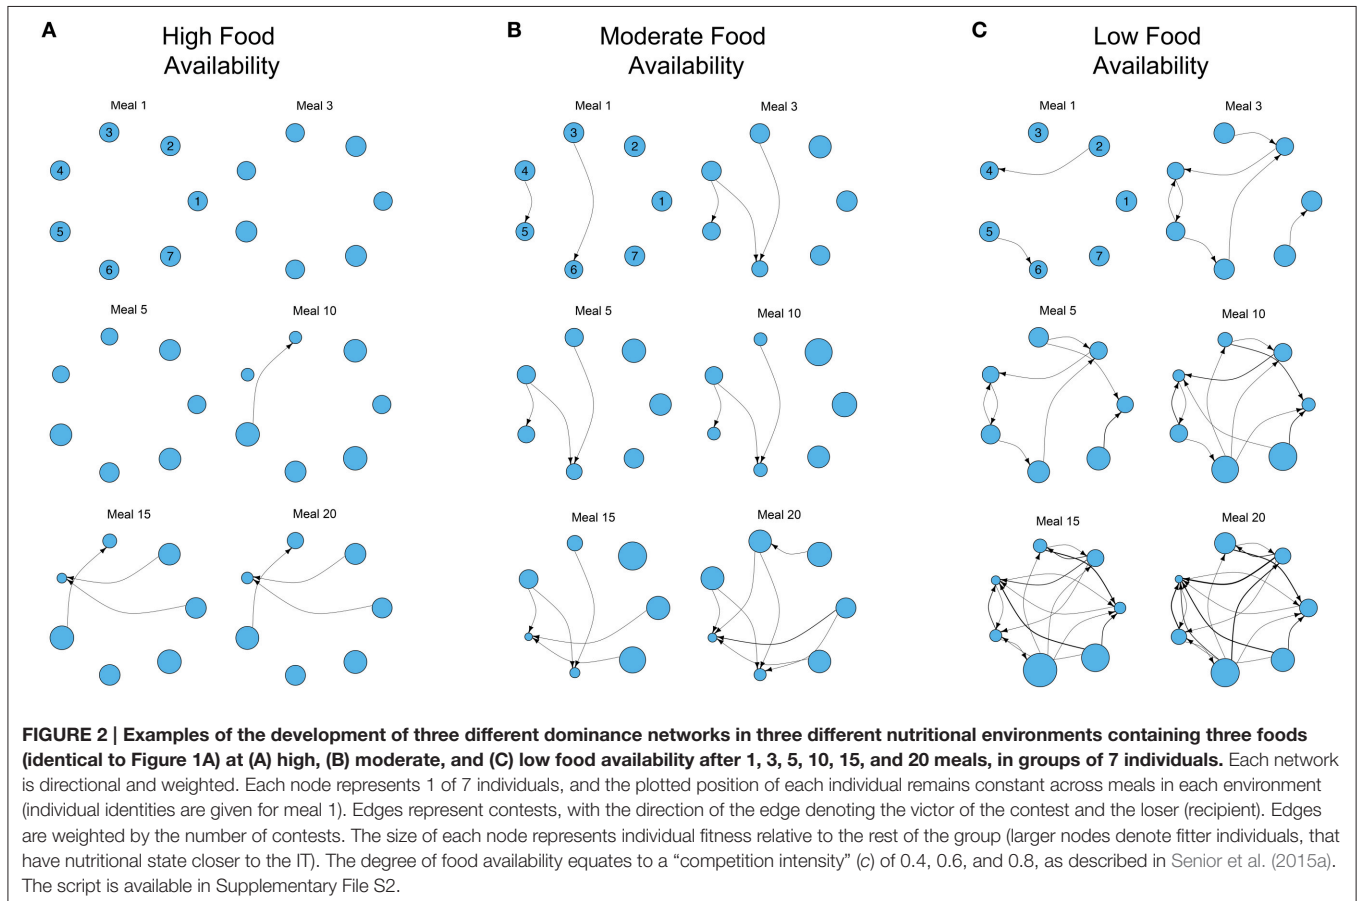 A
High Food
Availability
Meal 1
Meal 3
3
2
4
1
5
7
6
Meal 5
Meal 10
Meal 15
Meal 20
B
Moderate Food
Availability
Meal 1
Meal 3
3
2
4
1
5
7
6
Meal 5
Meal 10
Meal 15
Meal 20
C
Low Food
Availability
Meal 1
Meal 3
3
2
4
1
5
7
6
Meal 5
Meal 10
Meal 15
Meal 20
FIGURE 2 | Examples of the development of three different dominance networks in three different nutritional environments containing three foods
(identical to Figure 1A) at (A) high, (B) moderate, and (C) low food availability after 1, 3, 5, 10, 15, and 20 meals, in groups of 7 individuals. Each network
is directional and weighted. Each node represents 1 of 7 individuals, and the plotted position of each individual remains constant across meals in each environment
(individual identities are given for meal 1). Edges represent contests, with the direction of the edge denoting the victor of the contest and the loser (recipient). Edges
are weighted by the number of contests. The size of each node represents individual fitness relative to the rest of the group (larger nodes denote fitter individuals, that
have nutritional state closer to the IT). The degree of food availability equates to a “competition intensity” (c) of 0.4, 0.6, and 0.8, as described in Senior et al. (2015a).
The script is available in Supplementary File S2.